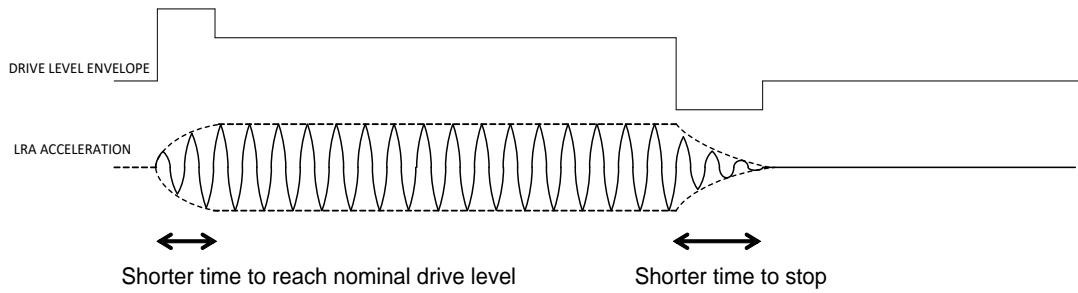 DRIVE LEVEL ENVELOPE
LRA ACCELERATION
Shorter time to reach nominal drive level
Shorter time to stop